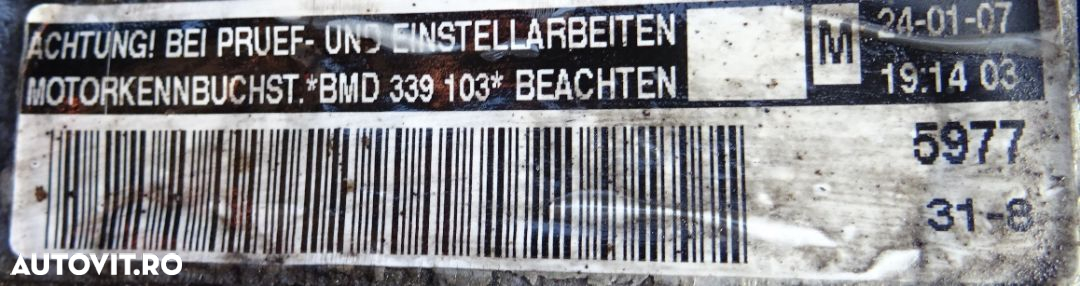 ACHTUNG! BEI PRUEF- UND EINSTELLARBEITEN
MOTORKENNBUCHST.*BMD 339 103* BEACHTEN
M
24-01-07
19:14 03
5977
31-8
AUTOVIT.RO